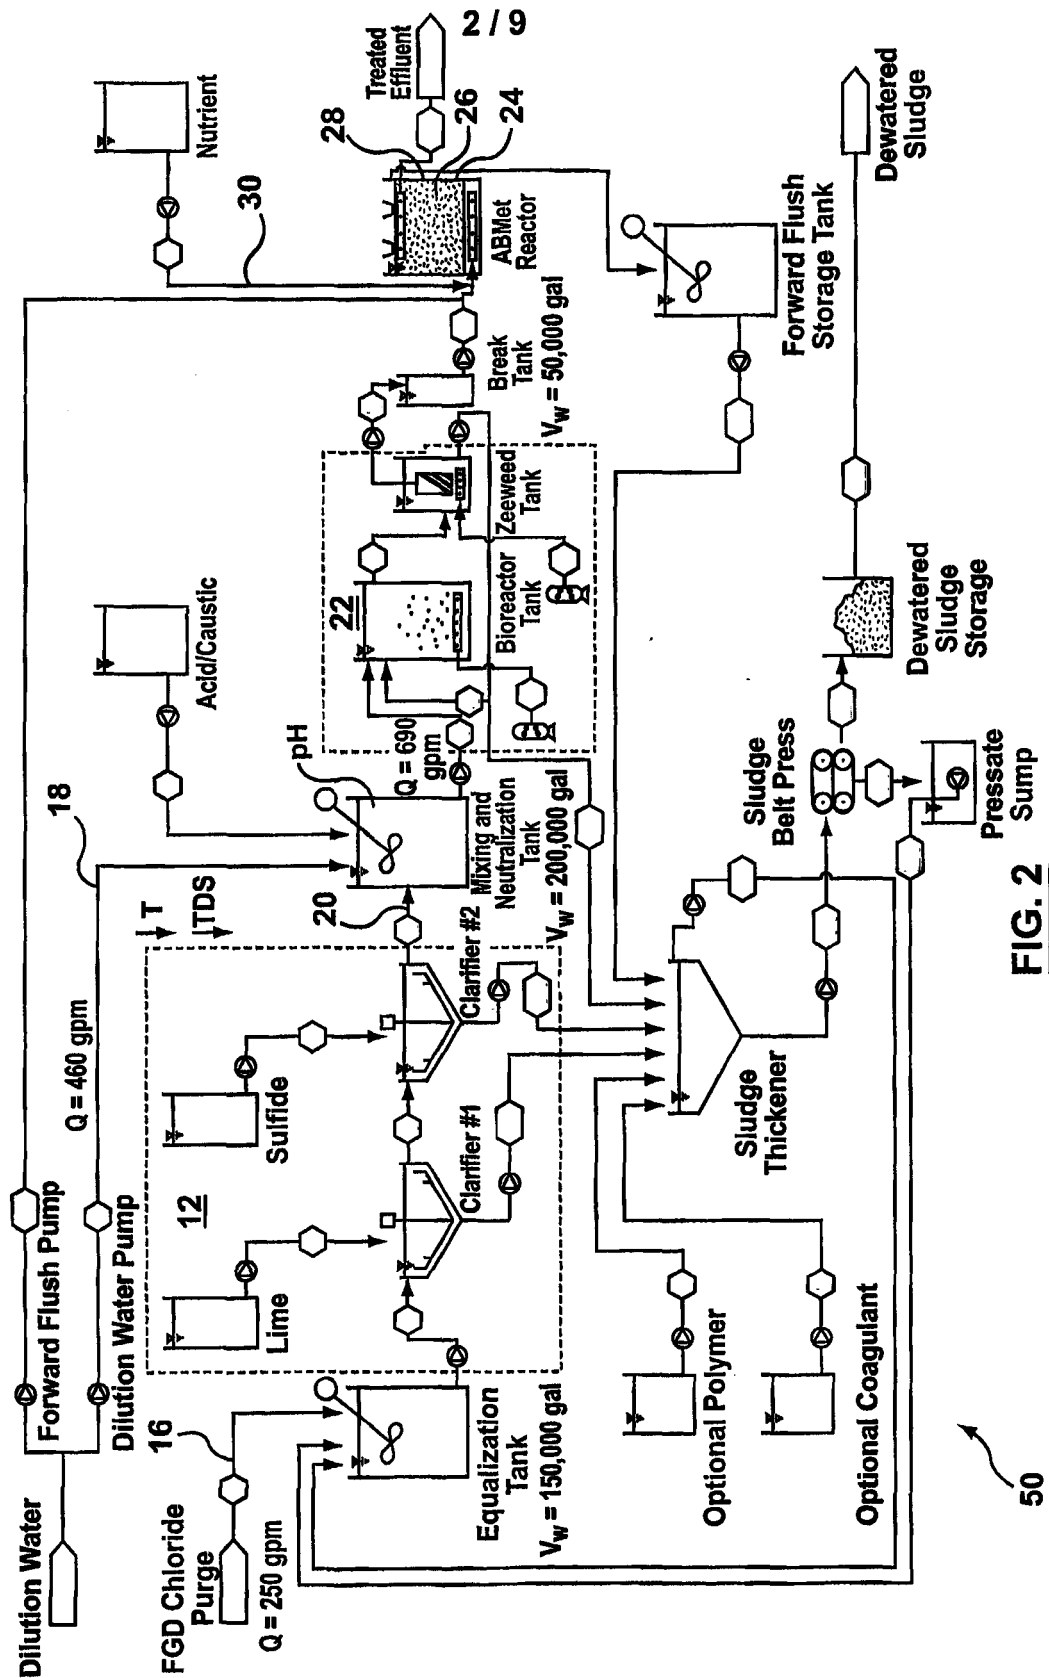 2 / 9
Dilution Water
Forward Flush Pump
Dilution Water Pump
Q = 460 gpm
18
FGD Chloride
Purge
Q = 250 gpm
16
12
Lime
Sulfide
T
TDS
Acid/Caustic
Nutrient
30
Equalization
Tank
Vw = 150,000 gal
Clarifier #1
Clarifier #2
20
pH
Mixing and
Neutralization
Tank
Vw = 200,000 gal
Q = 690
gpm
22
Bioreactor
Tank
Zeeweed
Tank
Break
Tank
Vw = 50,000 gal
ABMet
Reactor
28
26
24
Treated
Effluent
Forward Flush
Storage Tank
Optional Polymer
Optional Coagulant
Sludge
Thickener
Sludge
Belt Press
Pressate
Sump
Dewatered
Sludge
Storage
Dewatered
Sludge
50
FIG. 2